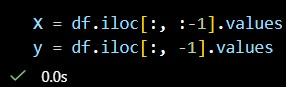 X = df.iloc[:, :-1].values
y = df.iloc[:, -1].values
✓ 0.0s